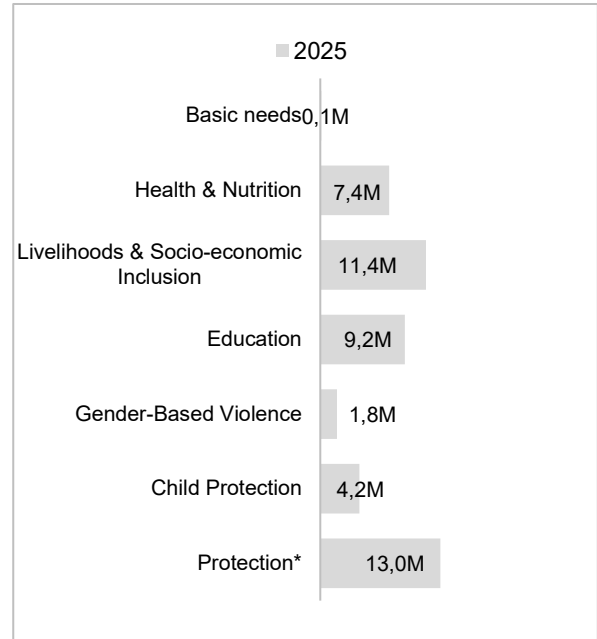 2025
Basic needs 0,1M
Health & Nutrition 7,4M
Livelihoods & Socio-economic
Inclusion 11,4M
Education 9,2M
Gender-Based Violence 1,8M
Child Protection 4,2M
Protection* 13,0M